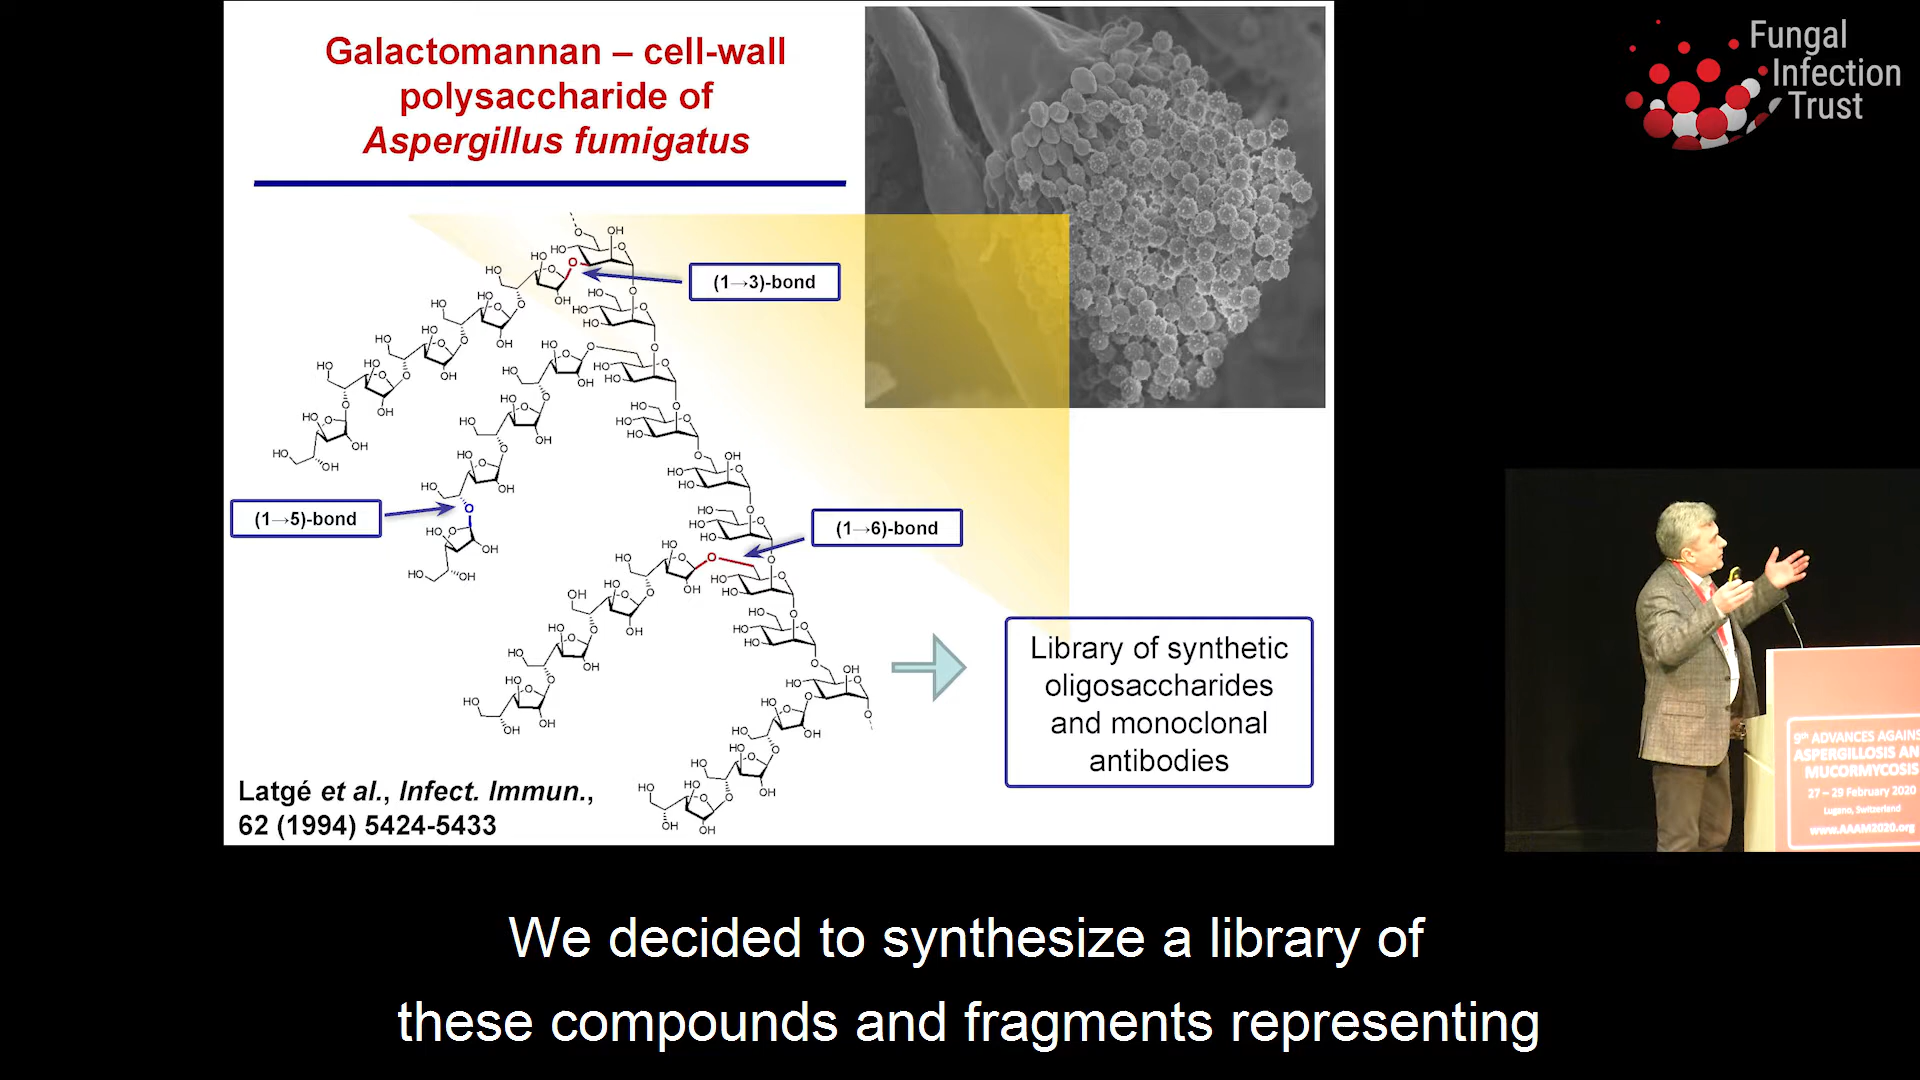 Galactomannan – cell-wall
polysaccharide of
Aspergillus fumigatus
Fungal
Infection
Trust
(1→3)-bond
(1→5)-bond
(1→6)-bond
Library of synthetic
oligosaccharides
and monoclonal
antibodies
Latgé et al., Infect. Immun.,
62 (1994) 5424-5433
9th ADVANCES AGAINS
ASPERGILLOSIS AN
MUCORMYCOSIS
27 – 29 February 2020
Lugano, Switzerland
www.AAAM2020.org
We decided to synthesize a library of
these compounds and fragments representing